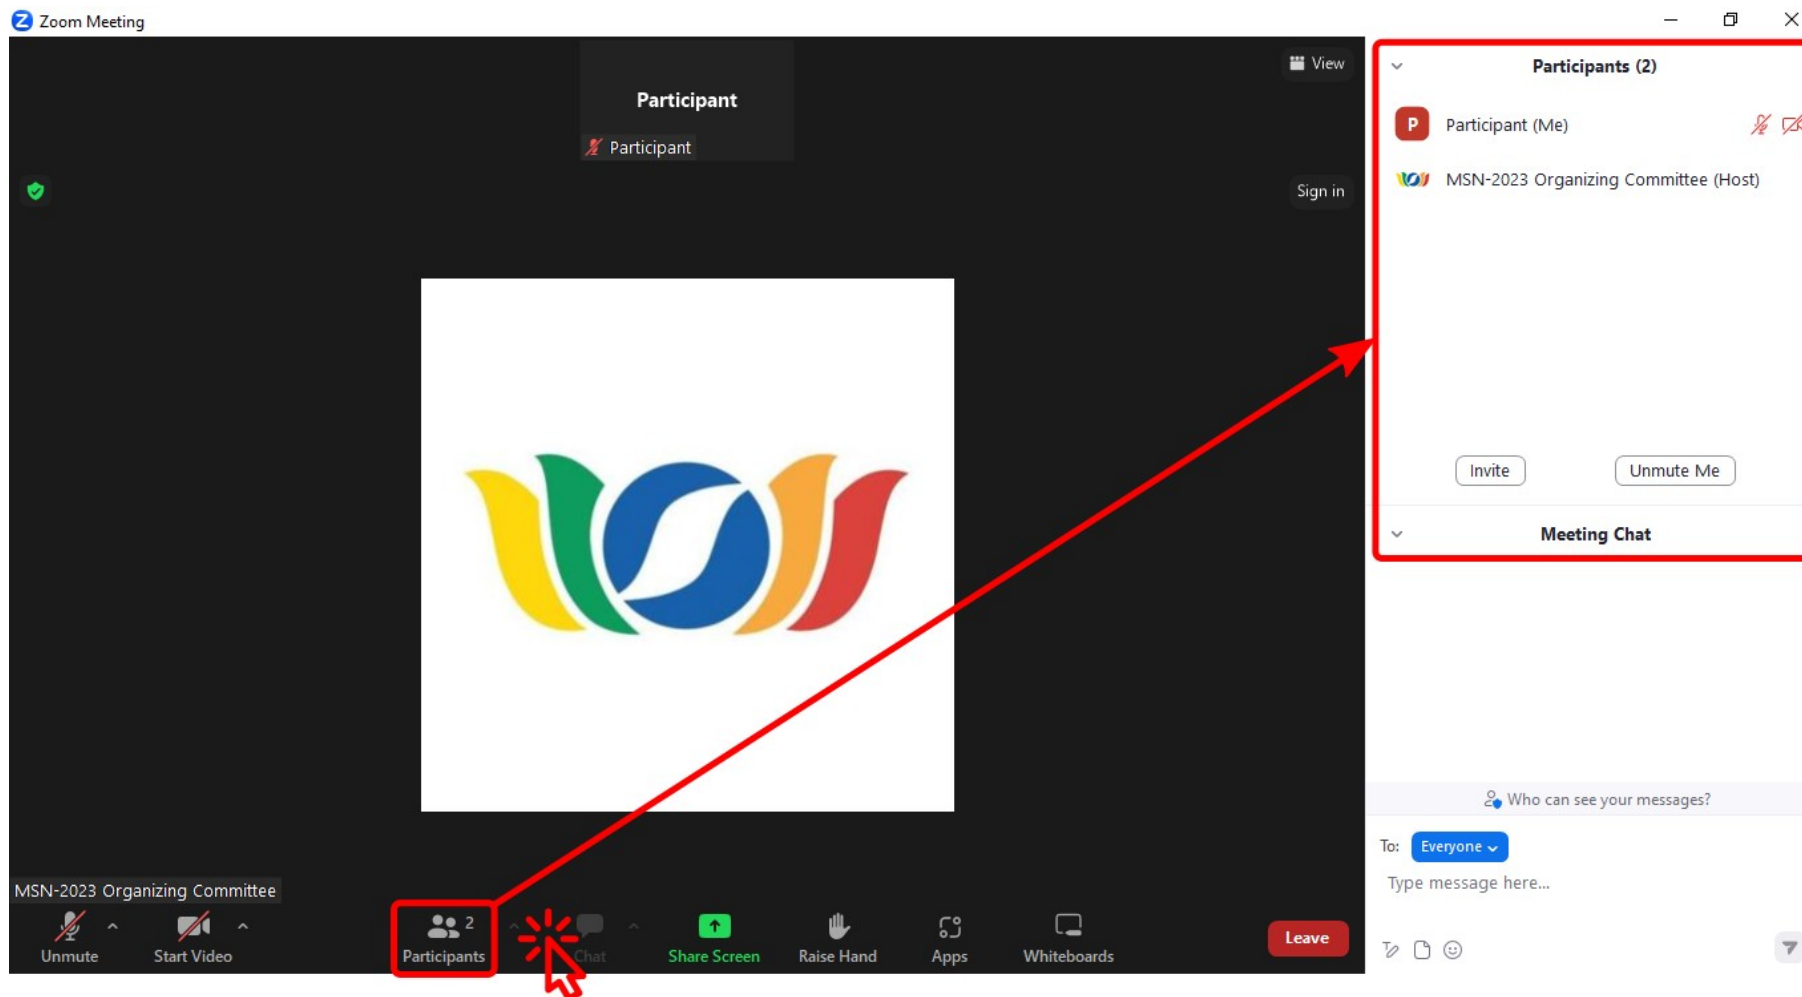 Zoom Meeting
View
Participant
Participant
Sign in
MSN-2023 Organizing Committee
Unmute
Start Video
2
Participants
Chat
Share Screen
Raise Hand
Apps
Whiteboards
Leave
Participants (2)
P Participant (Me)
MSN-2023 Organizing Committee (Host)
Invite Unmute Me
Meeting Chat
Who can see your messages?
To: Everyone
Type message here...